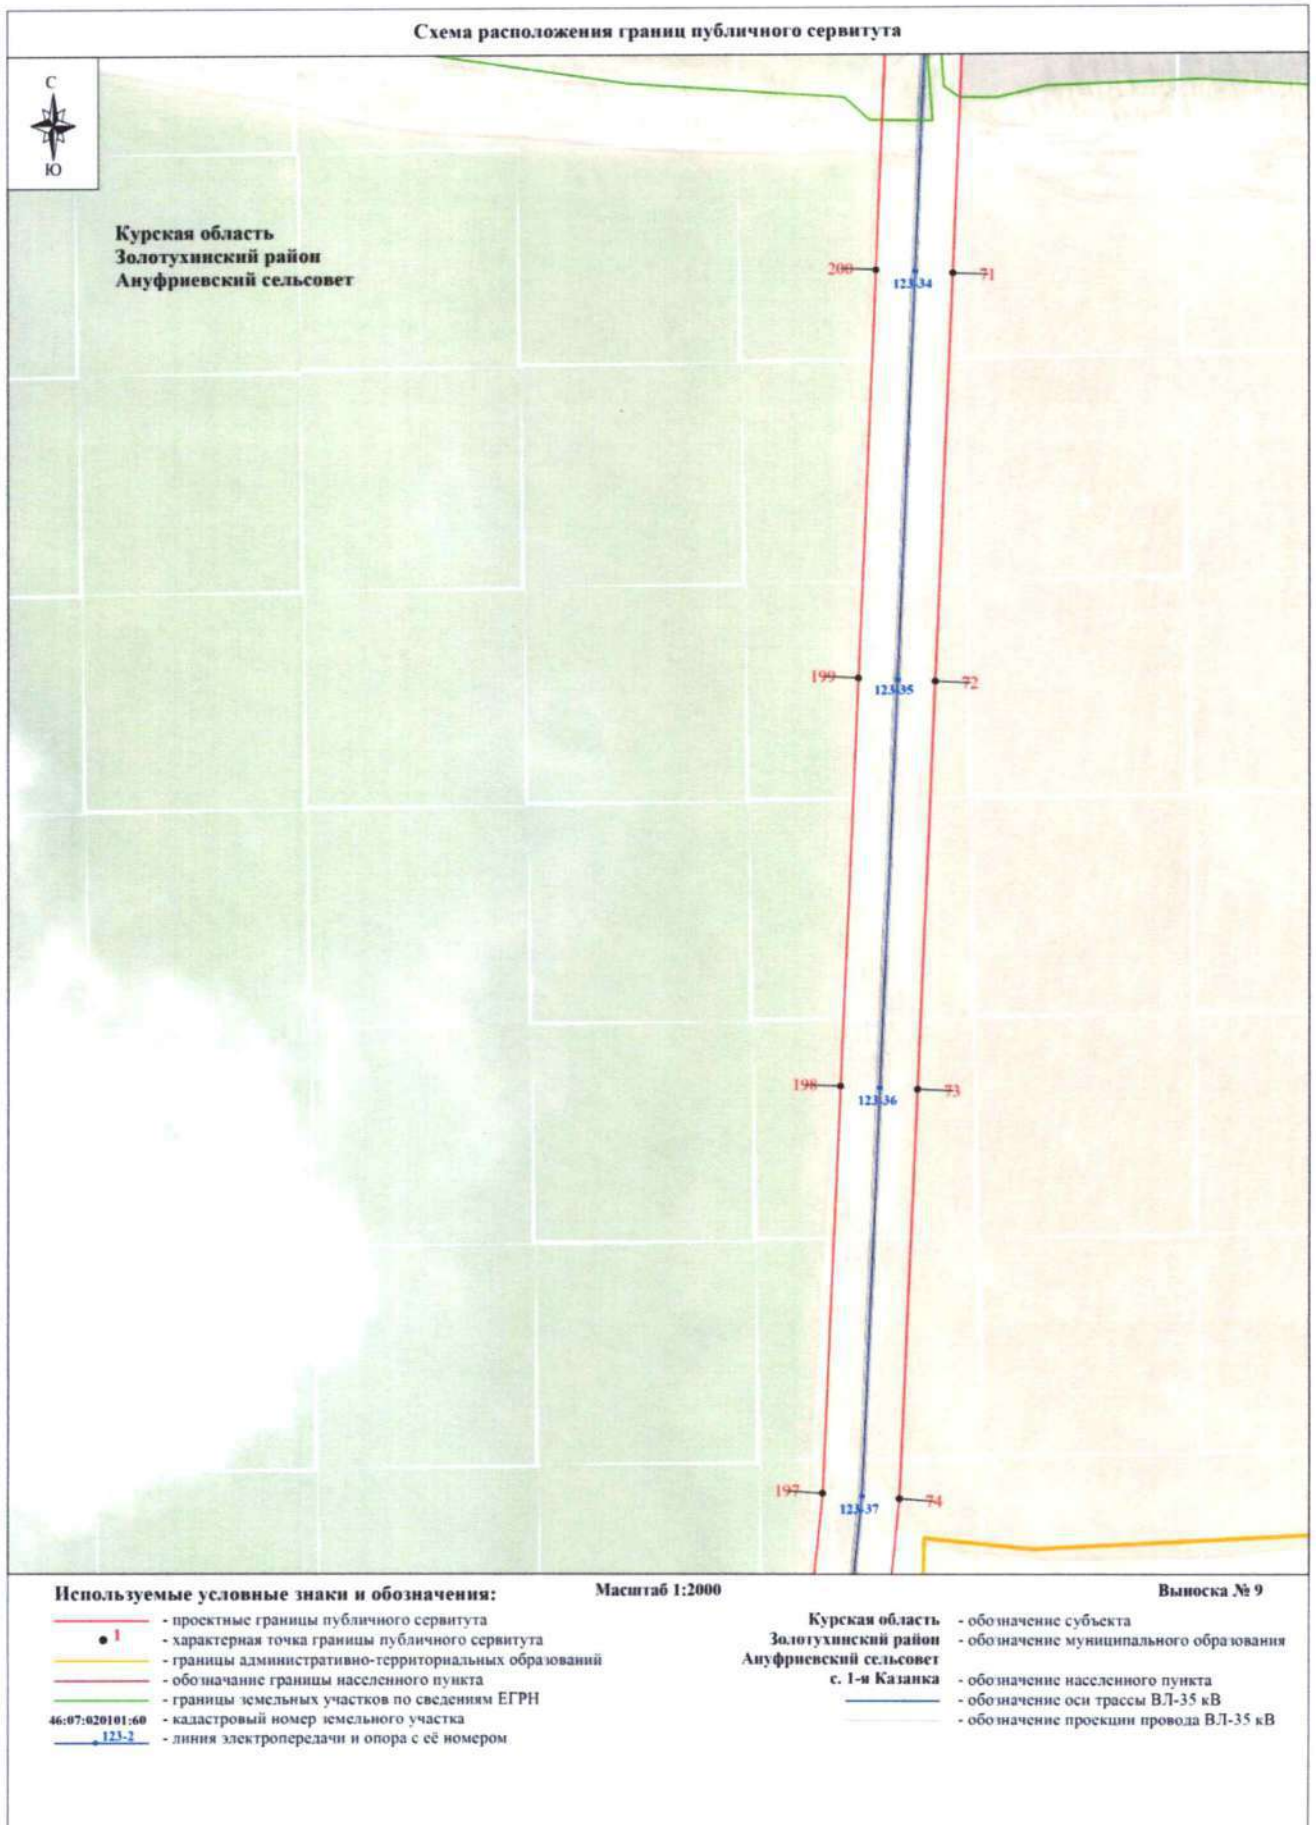 Схема расположения границ публичного сервитута
С
Ю
Курская область
Золотухинский район
Ануфриевский сельсовет
200
123-34
71
199
123-35
72
198
123-36
73
197
123-37
74
Используемые условные знаки и обозначения:
Масштаб 1:2000
Выноска № 9
- проектные границы публичного сервитута
1 - характерная точка границы публичного сервитута
- границы административно-территориальных образований
- обозначание границы населенного пункта
- границы земельных участков по сведениям ЕГРН
46:07:020101:60 - кадастровый номер земельного участка
123-2 - линия электропередачи и опора с её номером
Курская область - обозначение субъекта
Золотухинский район - обозначение муниципального образования
Ануфриевский сельсовет
с. 1-я Казанка - обозначение населенного пункта
- обозначение оси трассы ВЛ-35 кВ
- обозначение проекции провода ВЛ-35 кВ